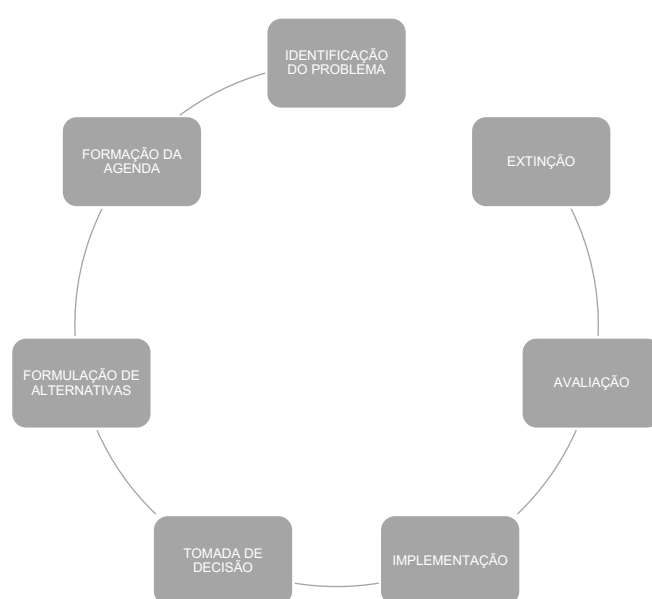 IDENTIFICAÇÃO
DO PROBLEMA
FORMAÇÃO DA
AGENDA
FORMULAÇÃO DE
ALTERNATIVAS
TOMADA DE
DECISÃO
IMPLEMENTAÇÃO
AVALIAÇÃO
EXTINÇÃO